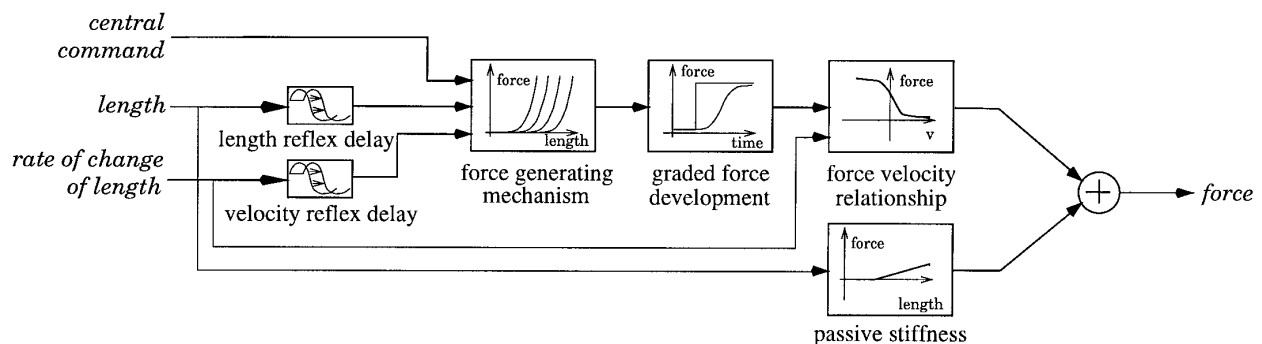 central
command
length
rate of change
of length
length reflex delay
velocity reflex delay
force
length
force generating
mechanism
force
time
graded force
development
force
v
force velocity
relationship
force
length
passive stiffness
+
force